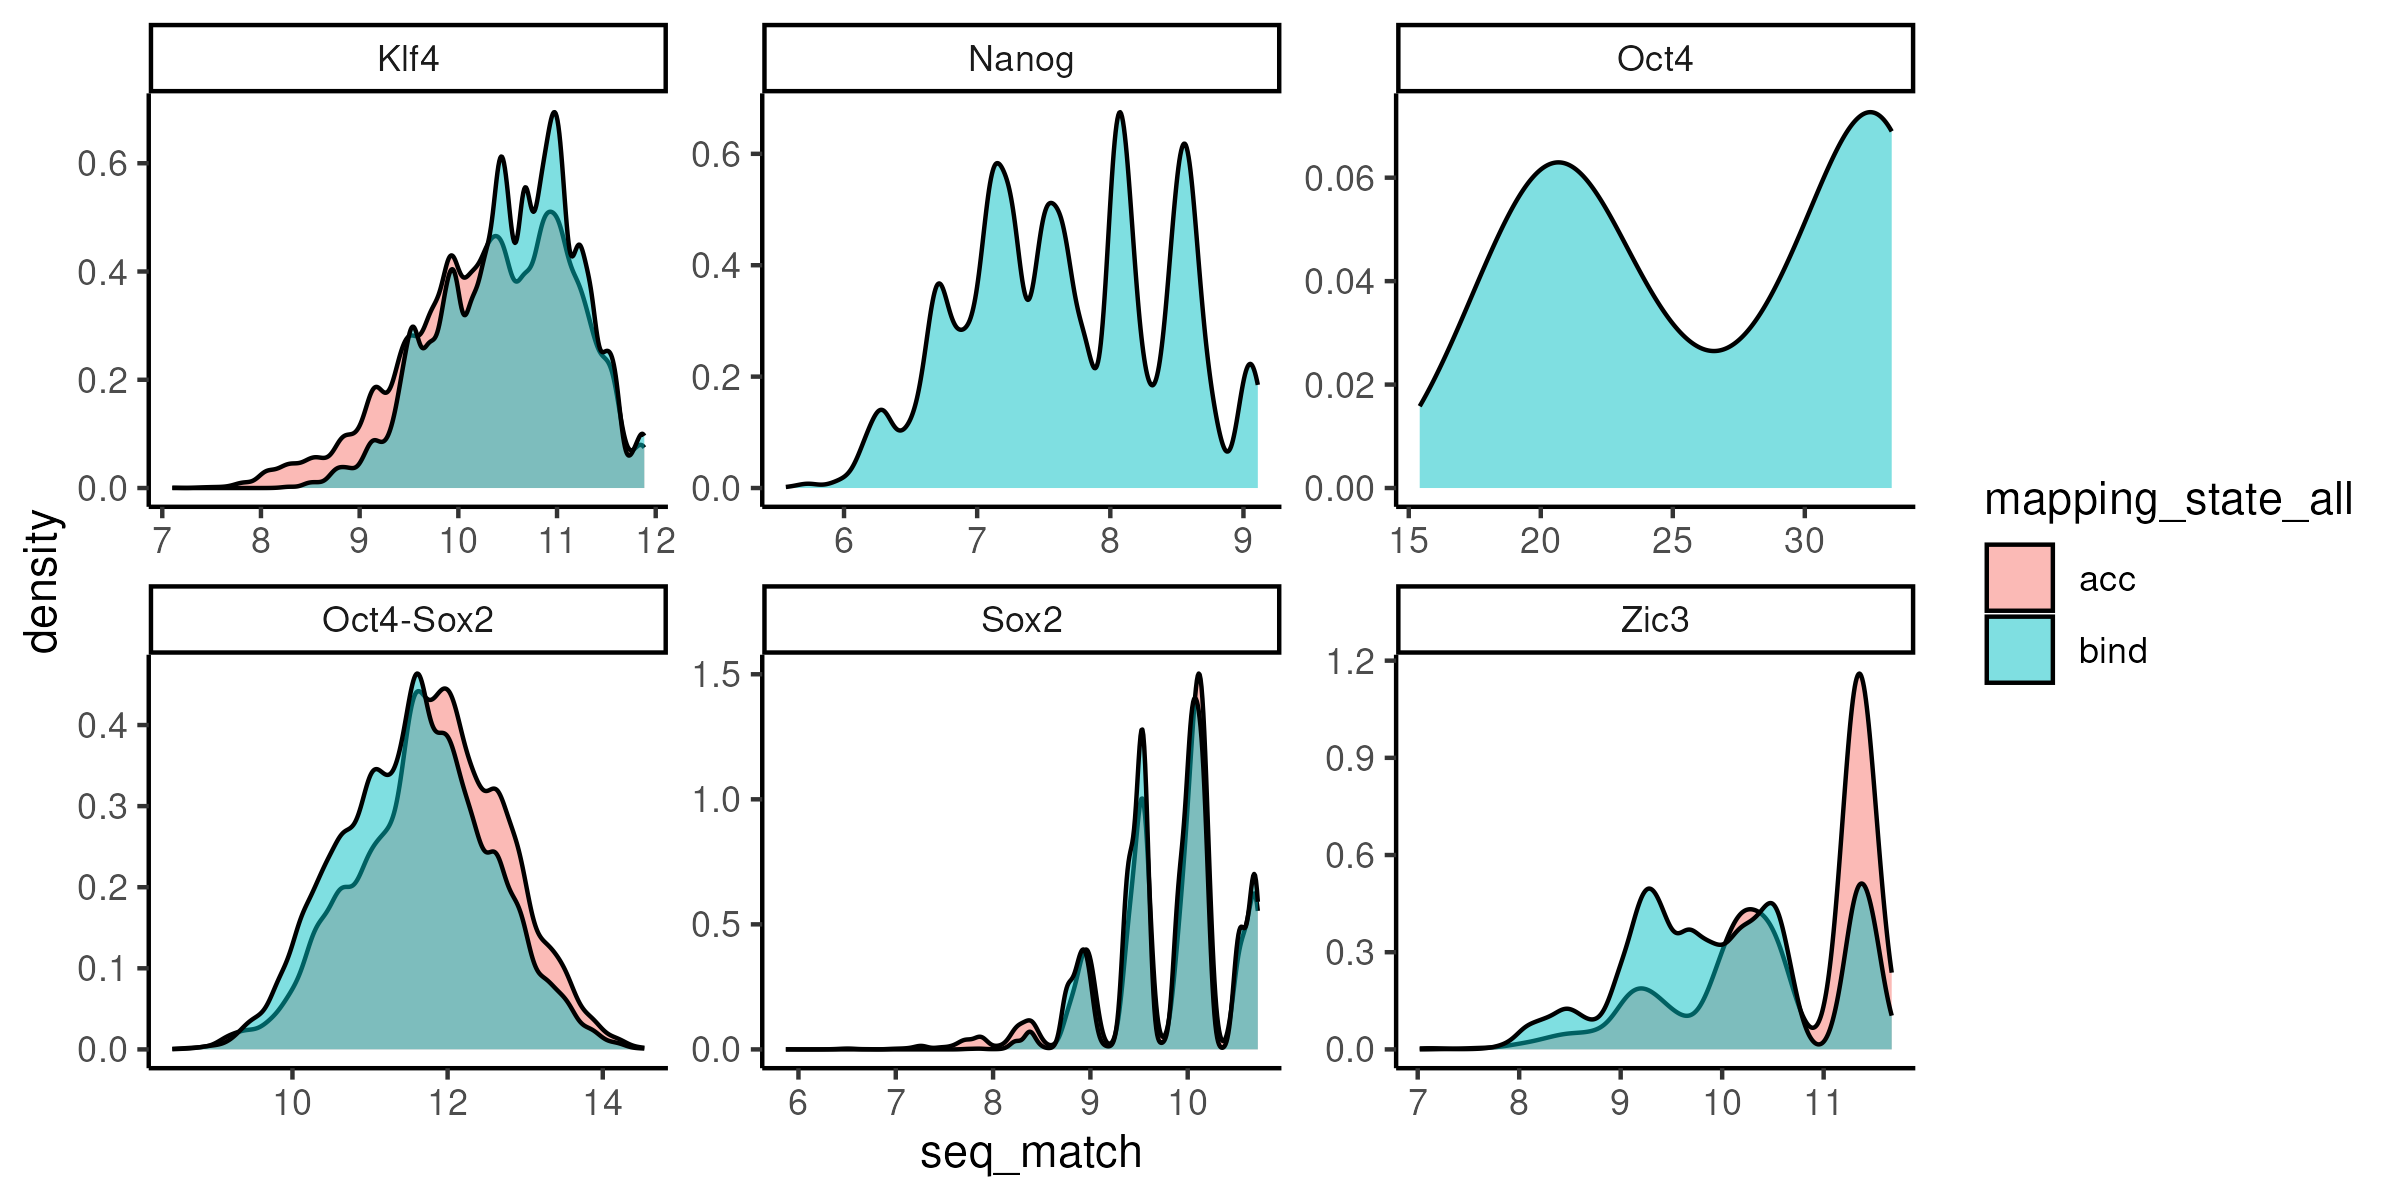 Klf4
Nanog
Oct4
0.6
0.4
0.2
0.0
7 8 9 10 11 12
0.6
0.4
0.2
0.0
6 7 8 9
0.06
0.04
0.02
0.00
15 20 25 30
Oct4-Sox2
Sox2
Zic3
0.4
0.3
0.2
0.1
0.0
10 12 14
1.5
1.0
0.5
0.0
6 7 8 9 10
1.2
0.9
0.6
0.3
0.0
7 8 9 10 11
density
seq_match
mapping_state_all
acc
bind